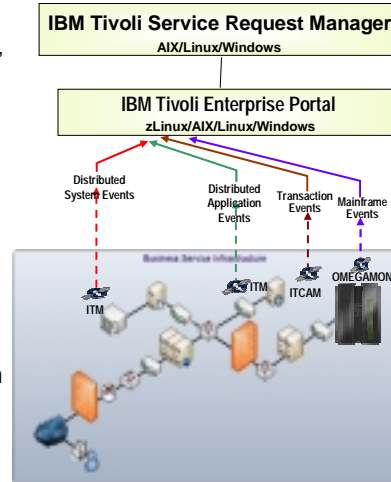 IBM Tivoli Service Request Manager
AIX/Linux/Windows
,
IBM Tivoli Enterprise Portal
zLinux/AIX/Linux/Windows
Distributed
System Events
Distributed
Application
Events
Transaction
Events
Mainframe
Events
Business Service Infrastructure
ITM
ITM
ITCAM
OMEGAMON
n